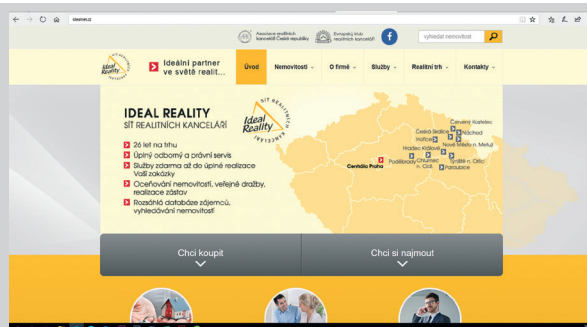 Asociace realitních
kanceláří České republiky
Evropský klub
realitních kanceláří
vyhledat nemovitost
Ideal
Reality
Ideální partner
ve světě realit...
Úvod
Nemovitosti
O firmě
Služby
Realitní trh
Kontakty
IDEAL REALITY
SÍŤ REALITNÍCH KANCELÁŘÍ
26 let na trhu
Úplný odborný a právní servis
Služby zdarma až do úplné realizace
Vaší zakázky
Oceňování nemovitostí, veřejné dražby,
realizace zástav
Rozsáhlá databáze zájemců,
vyhledávání nemovitostí
SÍŤ REALITNÍCH KANCELÁŘÍ
Ideal
Reality
Červený Kostelec
Česká Skalice
Náchod
Hořice
Nové Město n. Metují
Hradec Králové
Centrála Praha
Poděbrady
Chlumec
n. Cidl.
Týniště n. Orlicí
Pardubice
Chci koupit
Chci si najmout